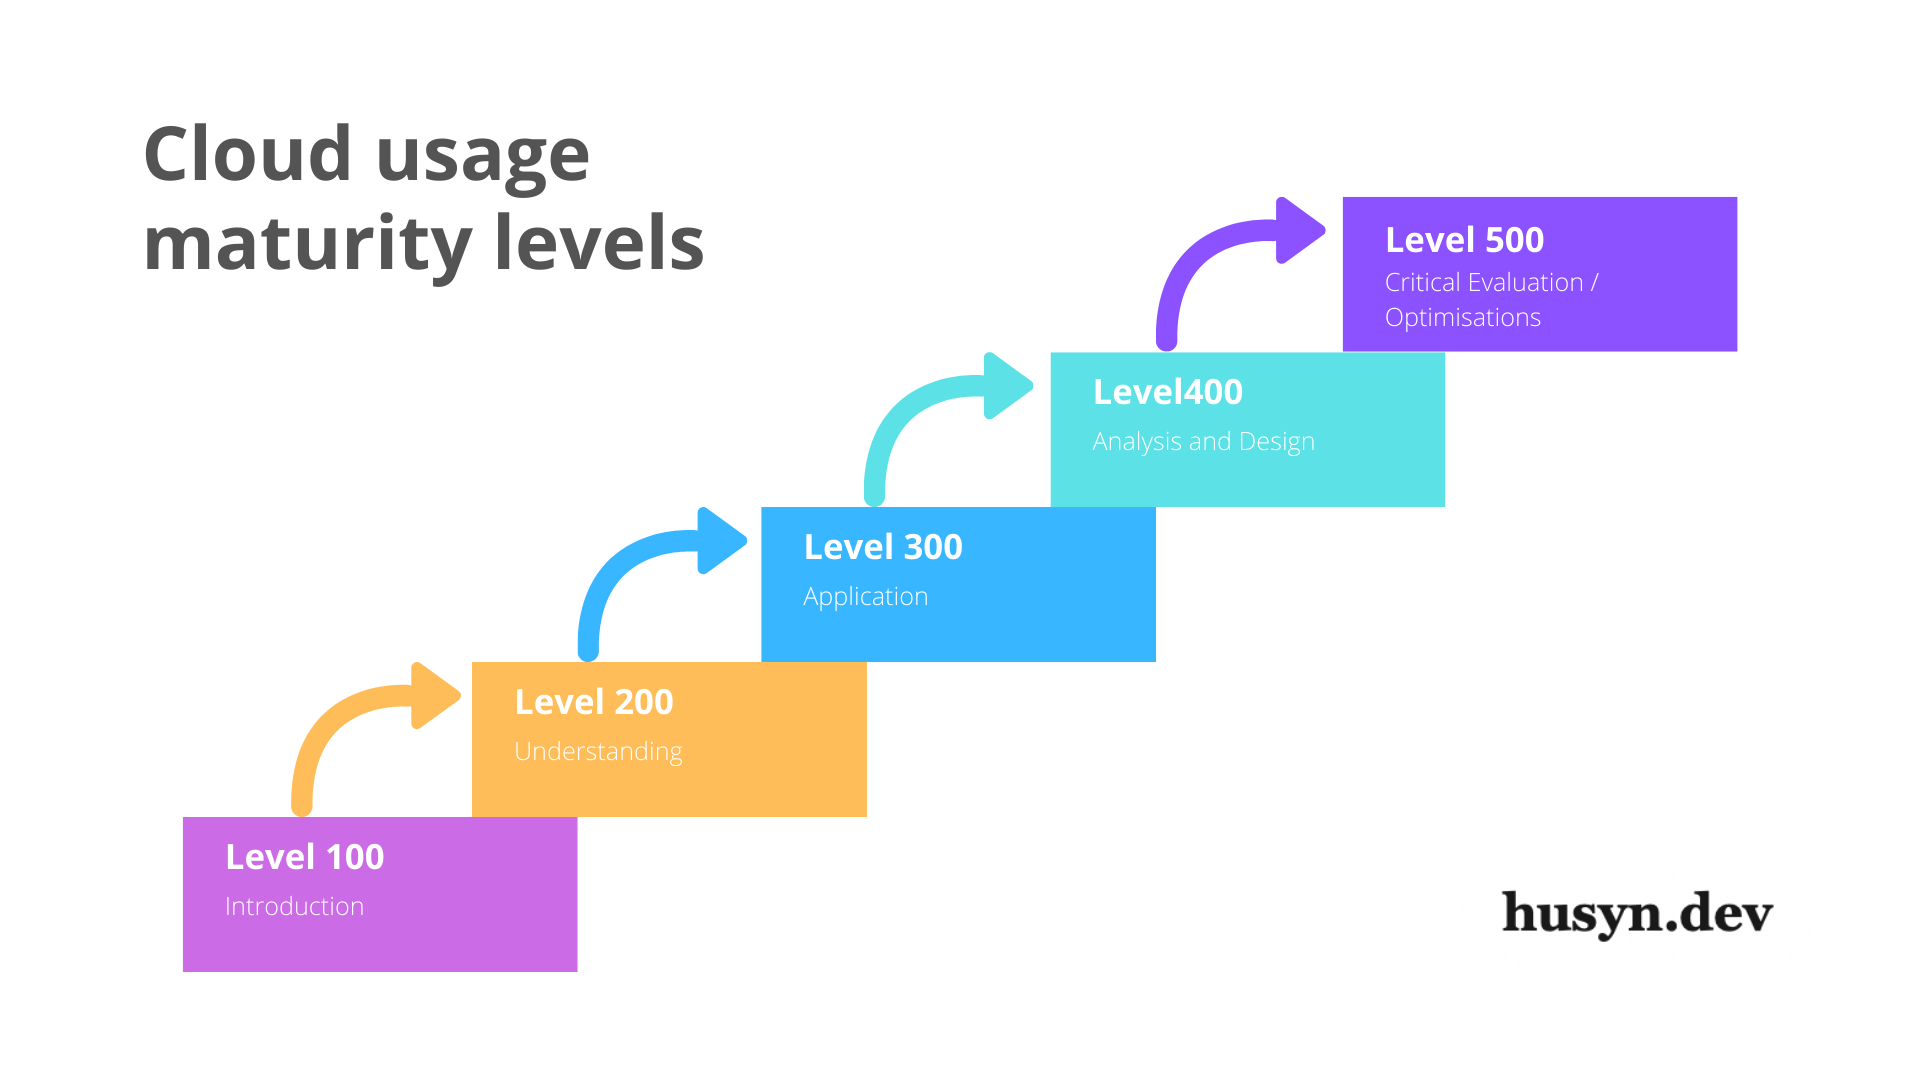 Cloud usage
maturity levels
Level 500
Critical Evaluation /
Optimisations
Level400
Analysis and Design
Level 300
Application
Level 200
Understanding
Level 100
Introduction
husyn.dev